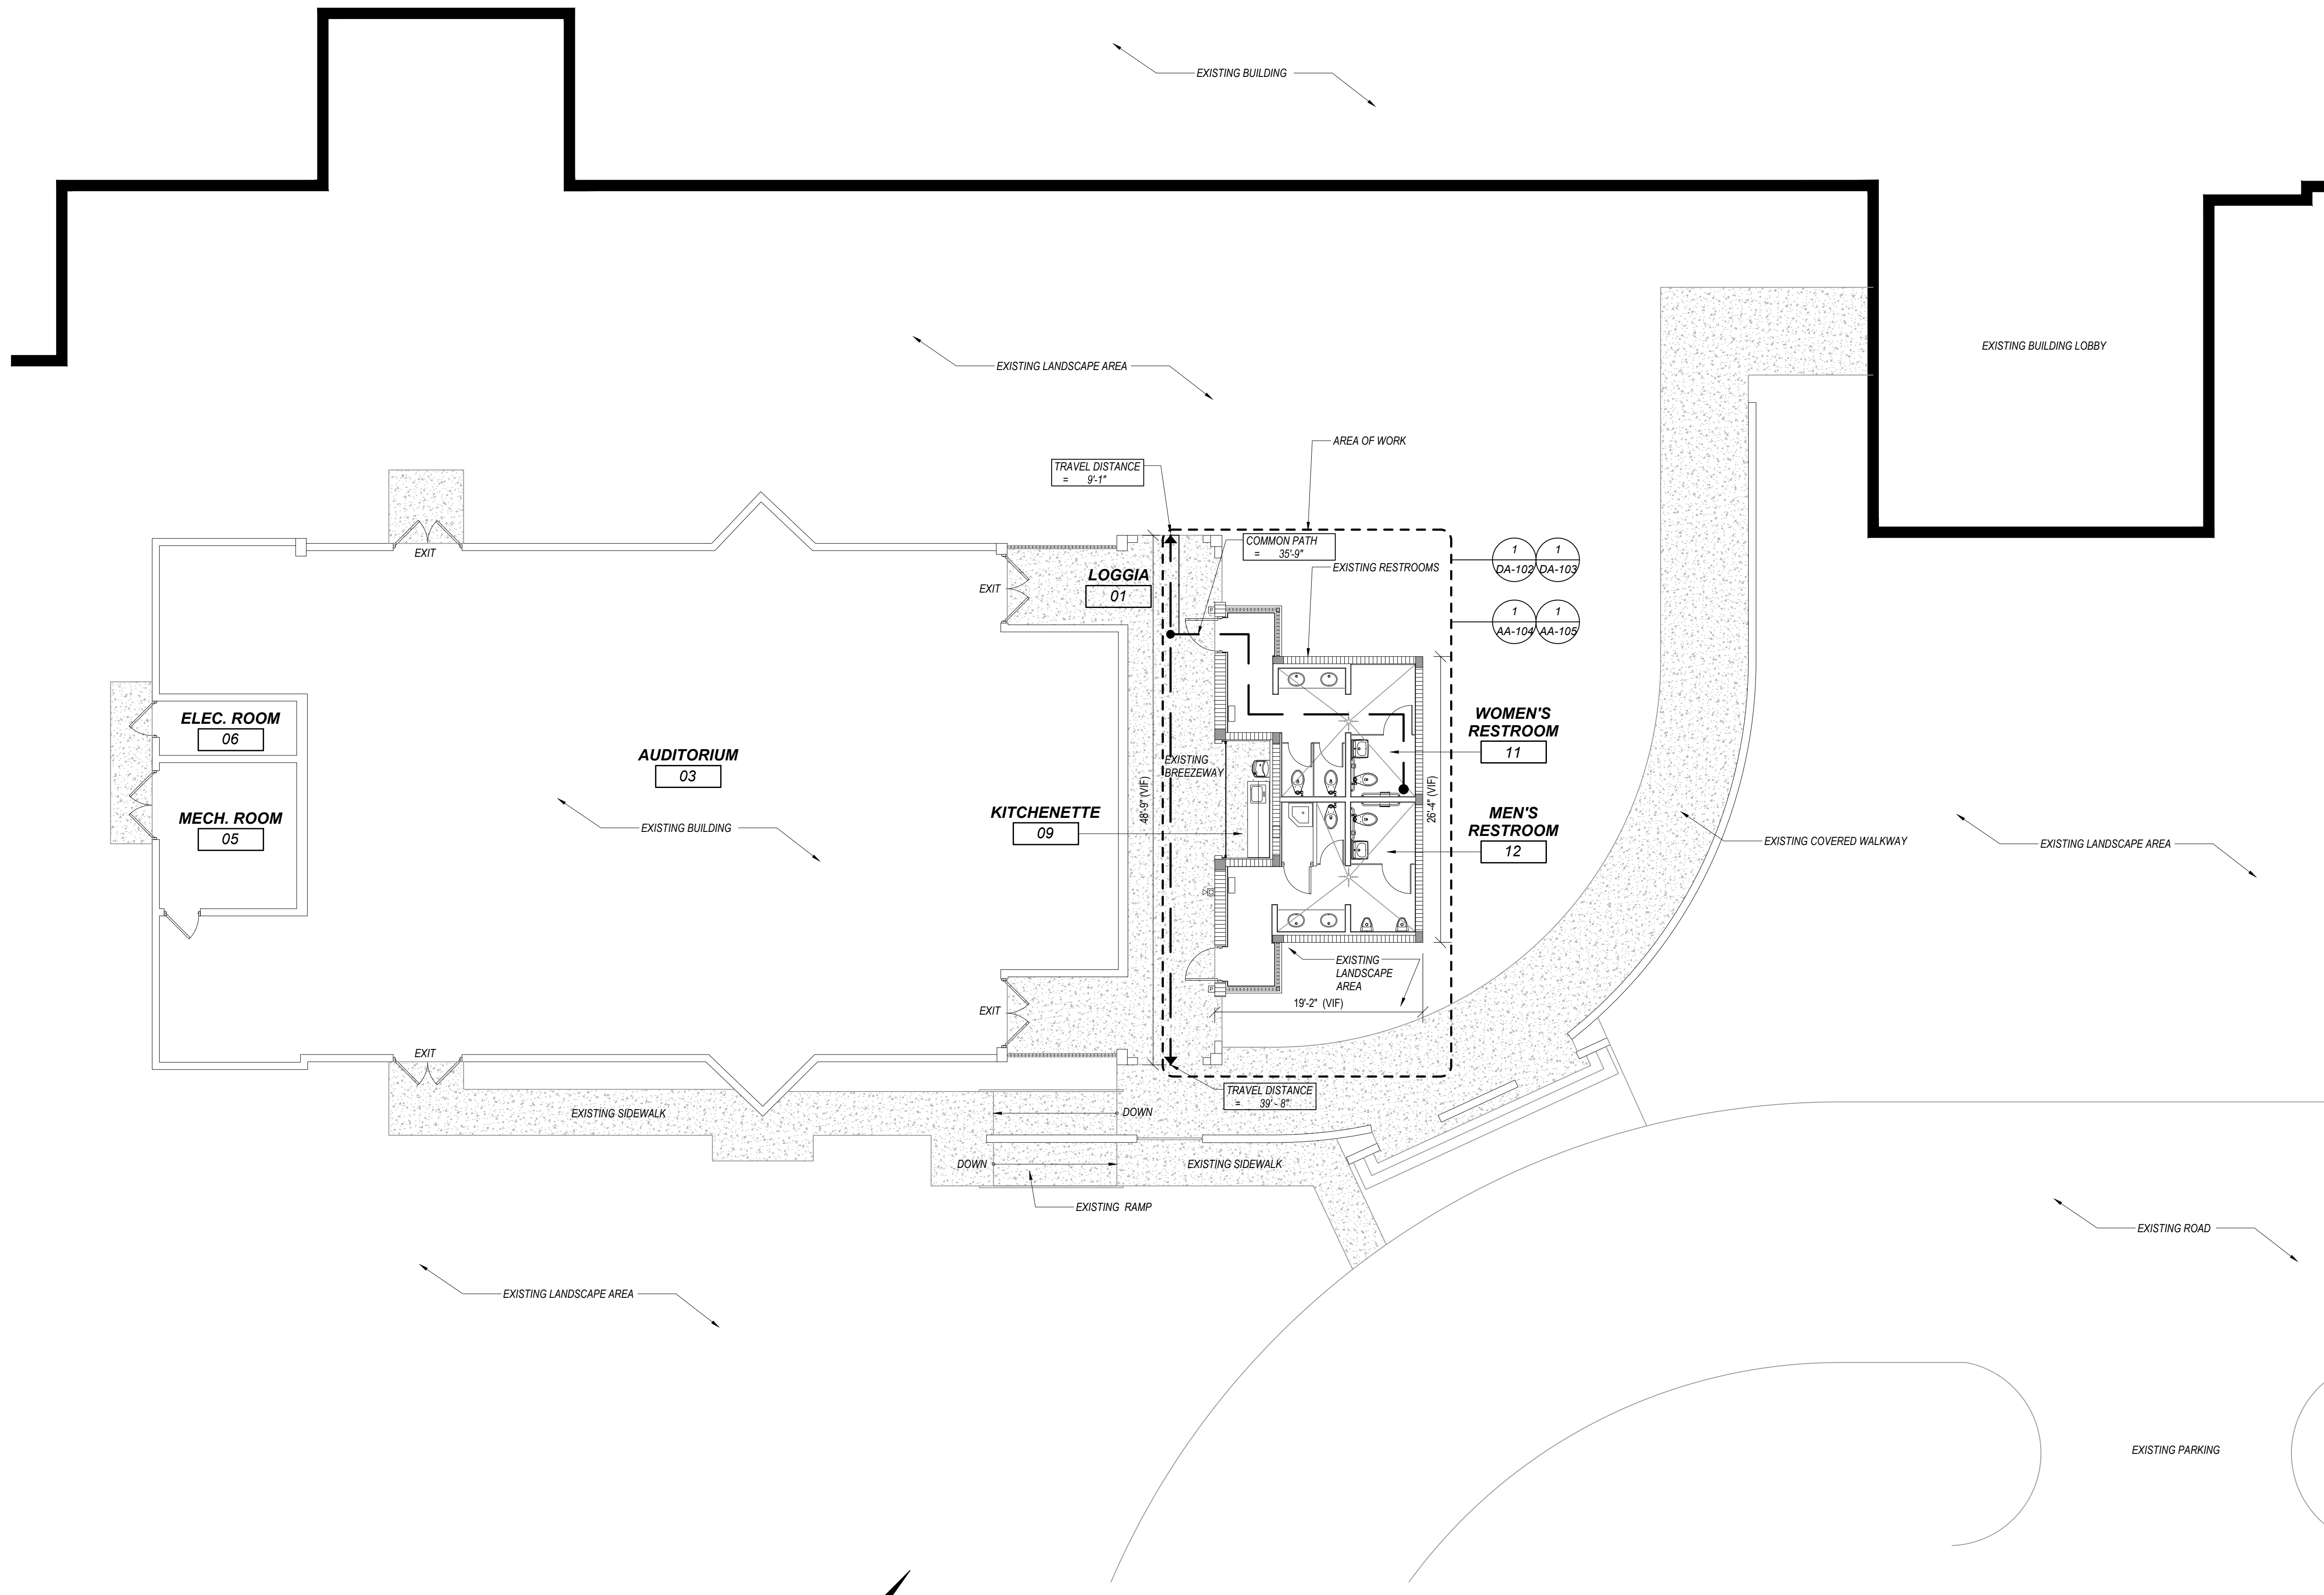 EXISTING BUILDING
EXISTING BUILDING LOBBY
EXISTING LANDSCAPE AREA
AREA OF WORK
TRAVEL DISTANCE
= 9'-1"
COMMON PATH
= 35'-9"
EXISTING RESTROOMS
1
DA-102
1
DA-103
1
AA-104
1
AA-105
EXIT
EXIT
LOGGIA
01
ELEC. ROOM
06
AUDITORIUM
03
WOMEN'S
RESTROOM
11
EXISTING
BREEZEWAY
48'-9" (VIF)
26'-4" (VIF)
MECH. ROOM
05
EXISTING BUILDING
KITCHENETTE
09
MEN'S
RESTROOM
12
EXISTING COVERED WALKWAY
EXISTING LANDSCAPE AREA
EXISTING
LANDSCAPE
AREA
19'-2" (VIF)
EXIT
EXIT
TRAVEL DISTANCE
= 39' - 8"
EXISTING SIDEWALK
DOWN
DOWN
EXISTING SIDEWALK
EXISTING RAMP
EXISTING ROAD
EXISTING LANDSCAPE AREA
EXISTING PARKING